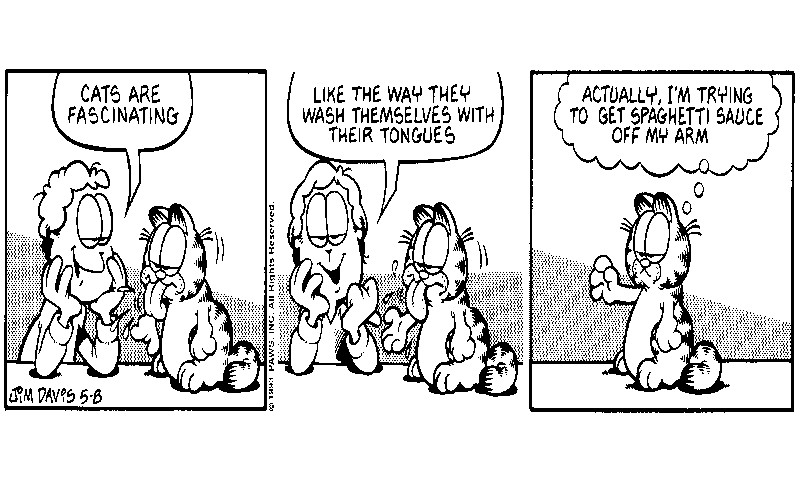 CATS ARE
FASCINATING
JIM DAVIS 5-8
LIKE THE WAY THEY
WASH THEMSELVES WITH
THEIR TONGUES
PAWS, INC. All Rights Reserved.
ACTUALLY, I'M TRYING
TO GET SPAGHETTI SAUCE
OFF MY ARM